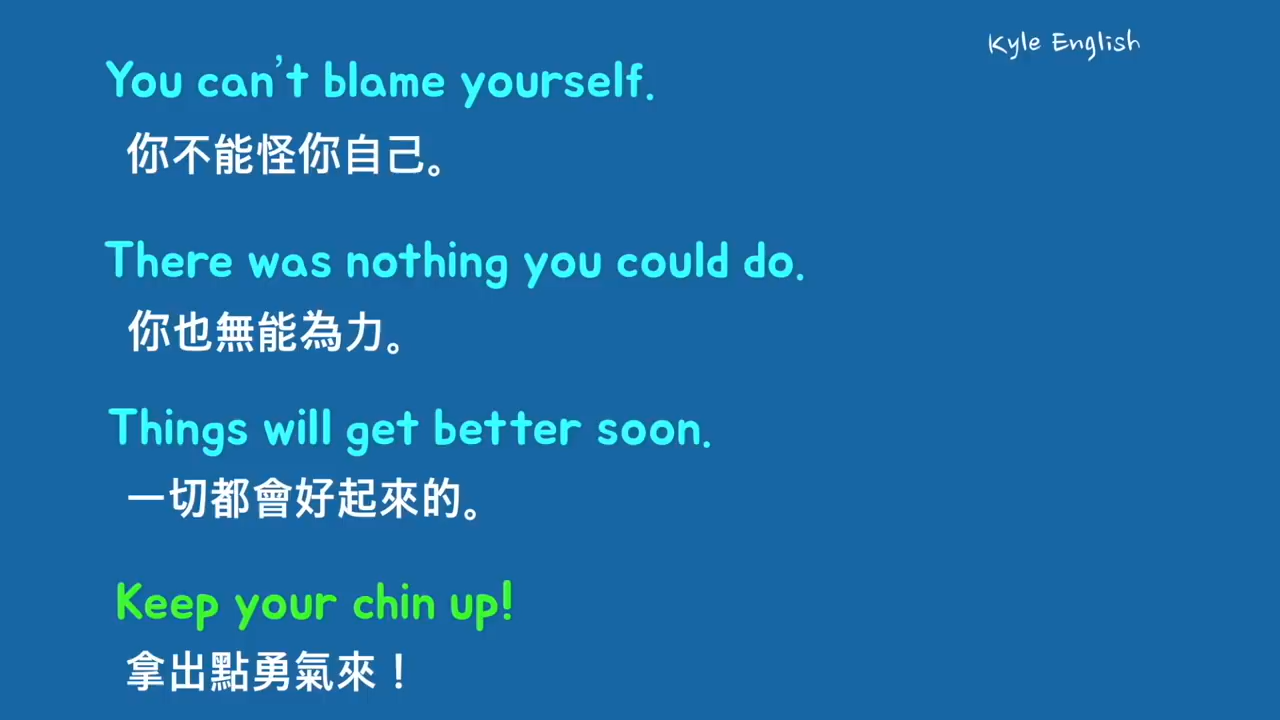 Kyle English
You can't blame yourself.
你不能怪你自己。
There was nothing you could do.
你也無能為力。
Things will get better soon.
一切都會好起來的。
Keep your chin up!
拿出點勇氣來！